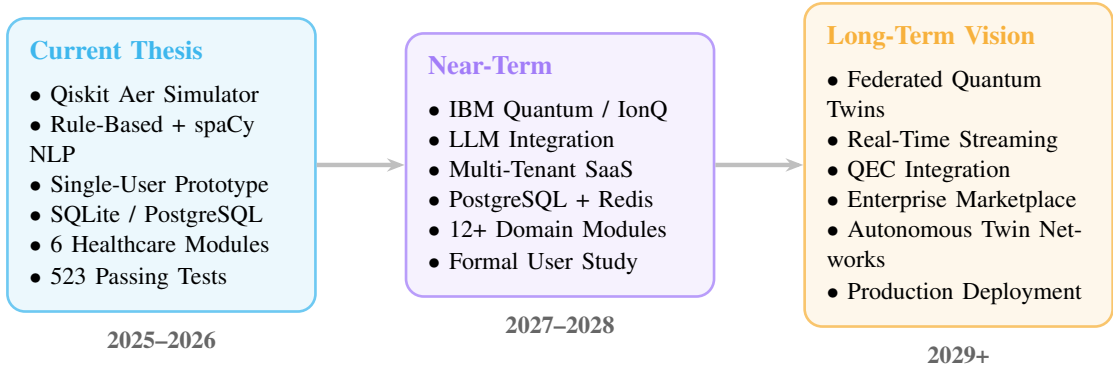 Current Thesis
• Qiskit Aer Simulator
• Rule-Based + spaCy
NLP
• Single-User Prototype
• SQLite / PostgreSQL
• 6 Healthcare Modules
• 523 Passing Tests
2025–2026
Near-Term
• IBM Quantum / IonQ
• LLM Integration
• Multi-Tenant SaaS
• PostgreSQL + Redis
• 12+ Domain Modules
• Formal User Study
2027–2028
Long-Term Vision
• Federated Quantum
Twins
• Real-Time Streaming
• QEC Integration
• Enterprise Marketplace
• Autonomous Twin Net-
works
• Production Deployment
2029+